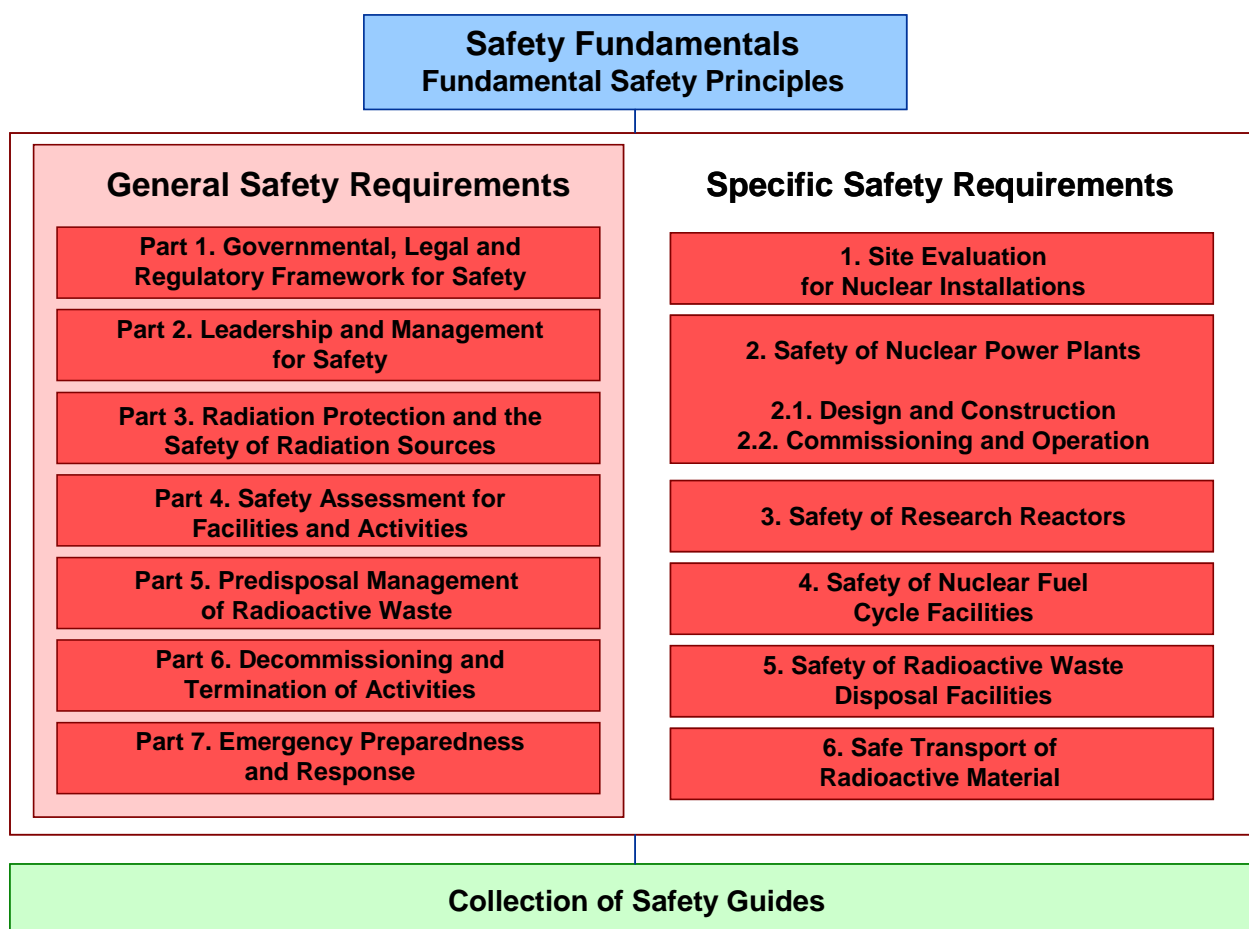 Safety Fundamentals
Fundamental Safety Principles
General Safety Requirements
Part 1. Governmental, Legal and
Regulatory Framework for Safety
Part 2. Leadership and Management
for Safety
Part 3. Radiation Protection and the
Safety of Radiation Sources
Part 4. Safety Assessment for
Facilities and Activities
Part 5. Predisposal Management
of Radioactive Waste
Part 6. Decommissioning and
Termination of Activities
Part 7. Emergency Preparedness
and Response
Specific Safety Requirements
1. Site Evaluation
for Nuclear Installations
2. Safety of Nuclear Power Plants
2.1. Design and Construction
2.2. Commissioning and Operation
3. Safety of Research Reactors
4. Safety of Nuclear Fuel
Cycle Facilities
5. Safety of Radioactive Waste
Disposal Facilities
6. Safe Transport of
Radioactive Material
Collection of Safety Guides